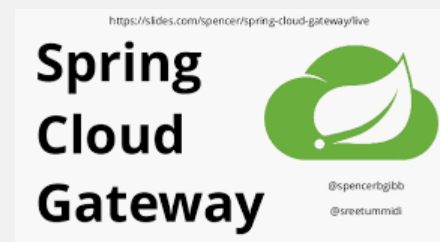 https://slides.com/spencer/spring-cloud-gateway/live
Spring
Cloud
Gateway
@spencerbgibb
@sreetummidi